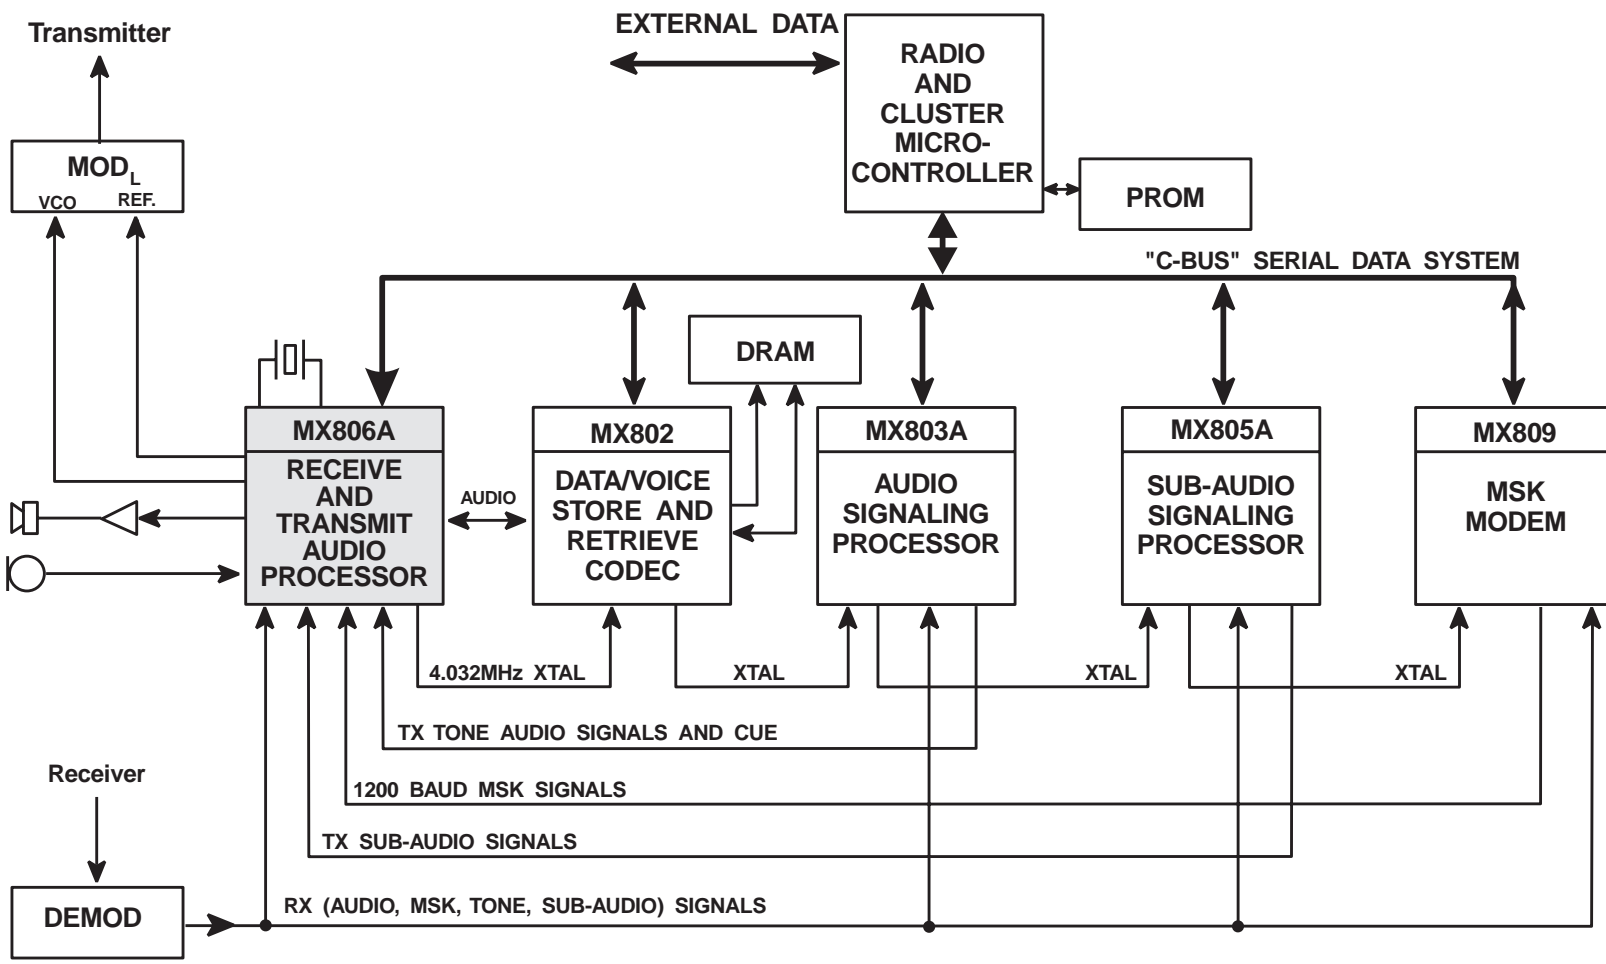 EXTERNAL DATA
Transmitter
RADIO
AND
CLUSTER
MICRO-
CONTROLLER
MOD L
VCO REF.
PROM
"C-BUS" SERIAL DATA SYSTEM
DRAM
MX806A
RECEIVE
AND
TRANSMIT
AUDIO
PROCESSOR
AUDIO
MX802
DATA/VOICE
STORE AND
RETRIEVE
CODEC
MX803A
AUDIO
SIGNALING
PROCESSOR
MX805A
SUB-AUDIO
SIGNALING
PROCESSOR
MX809
MSK
MODEM
4.032MHz XTAL
XTAL
XTAL
XTAL
TX TONE AUDIO SIGNALS AND CUE
Receiver
1200 BAUD MSK SIGNALS
TX SUB-AUDIO SIGNALS
DEMOD
RX (AUDIO, MSK, TONE, SUB-AUDIO) SIGNALS